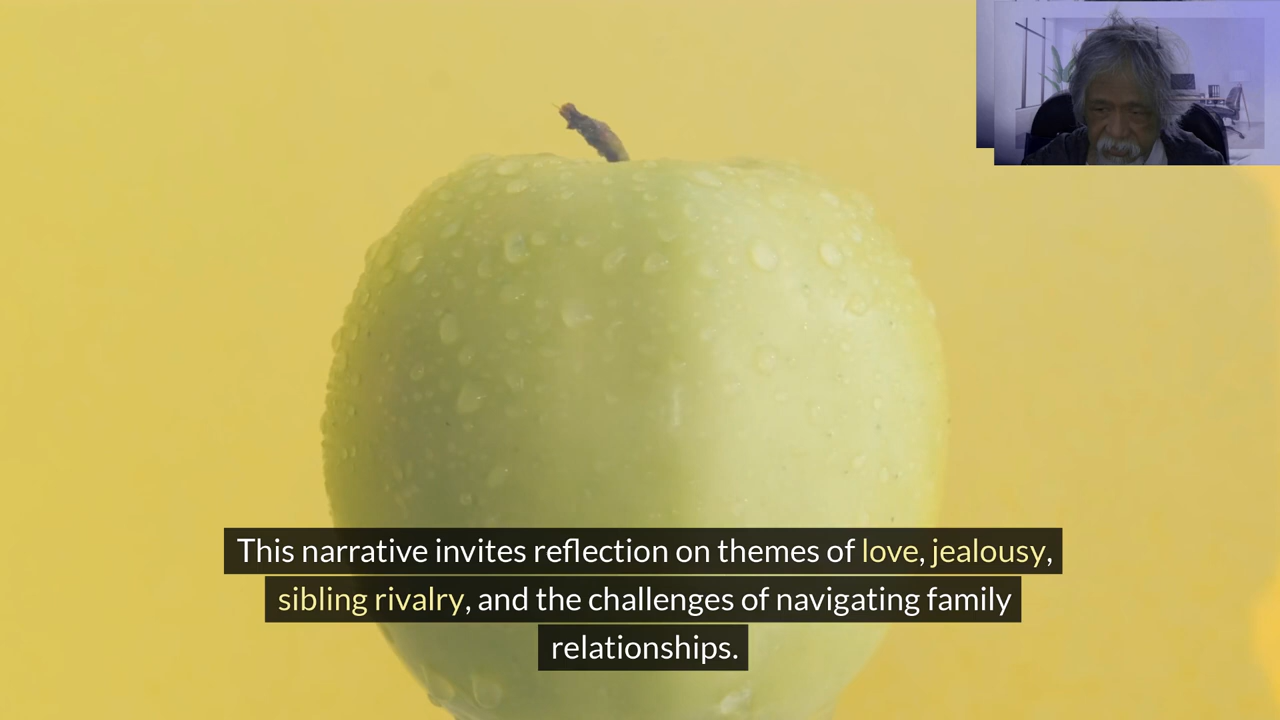 This narrative invites reflection on themes of love, jealousy,
sibling rivalry, and the challenges of navigating family
relationships.